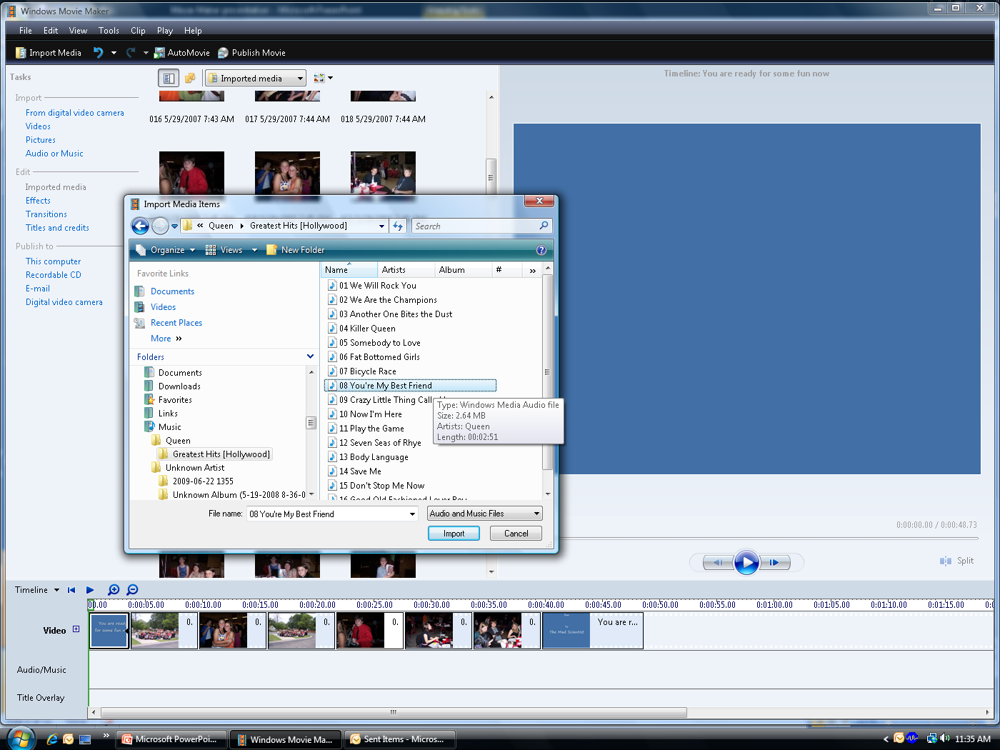 Windows Movie Maker
File Edit View Tools Clip Play Help
Import Media AutoMovie Publish Movie
Tasks
Imported media
Timeline: You are ready for some fun now
Import
From digital video camera
Videos
Pictures
Audio or Music
Edit
Imported media
Effects
Transitions
Titles and credits
Publish to
This computer
Recordable CD
E-mail
Digital video camera
016 5/29/2007 7:43 AM 017 5/29/2007 7:44 AM 018 5/29/2007 7:44 AM
Import Media Items
« Queen Greatest Hits [Hollywood] Search
Organize Views New Folder ?
Favorite Links
Documents
Videos
Recent Places
More »
Folders
Documents
Downloads
Favorites
Links
Music
Queen
Greatest Hits [Hollywood]
Unknown Artist
2009-06-22 1355
Unknown Album (5-19-2008 8-36-0
Name Artists Album # »
01 We Will Rock You
02 We Are the Champions
03 Another One Bites the Dust
04 Killer Queen
05 Somebody to Love
06 Fat Bottomed Girls
07 Bicycle Race
08 You're My Best Friend
09 Crazy Little Thing Calle
10 Now I'm Here
11 Play the Game
12 Seven Seas of Rhye
13 Body Language
14 Save Me
15 Don't Stop Me Now
16 Good Old Fashioned Lover Boy
Type: Windows Media Audio file
Size: 2.64 MB
Artists: Queen
Length: 00:02:51
File name: 08 You're My Best Friend Audio and Music Files
Import Cancel
0:00:00.00 / 0:00:48.73
Split
Timeline
00.00 0:00:05.00 0:00:10.00 0:00:15.00 0:00:20.00 0:00:25.00 0:00:30.00 0:00:35.00 0:00:40.00 0:00:45.00 0:00:50.00 0:00:55.00 0:01:00.00 0:01:05.00 0:01:10.00 0:01:15.00 0:0
Video
You are read
for some fun n
0. 0. 0. 0. 0. 0.
The Mad Scientist
You are r...
Audio/Music
Title Overlay
» Microsoft PowerPoi... Windows Movie Ma... Sent Items - Micros... 11:35 AM